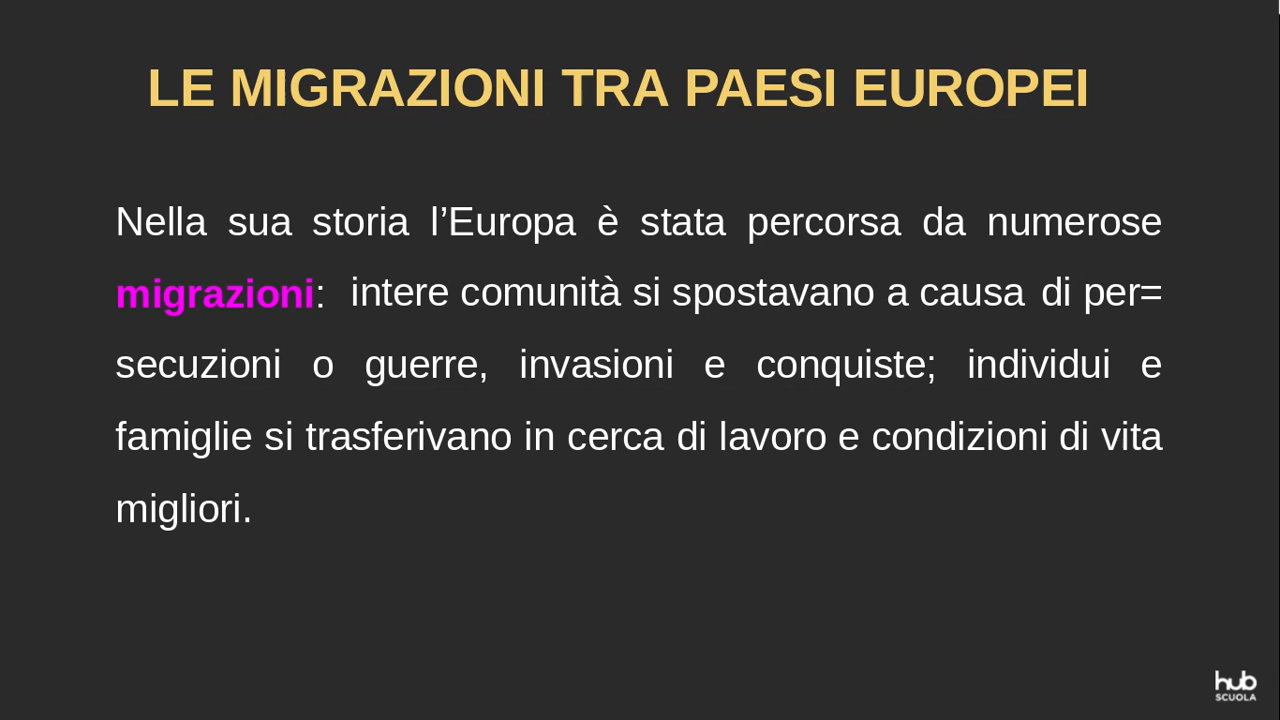 LE MIGRAZIONI TRA PAESI EUROPEI
Nella sua storia l’Europa è stata percorsa da numerose
migrazioni: intere comunità si spostavano a causa di per=
secuzioni o guerre, invasioni e conquiste; individui e
famiglie si trasferivano in cerca di lavoro e condizioni di vita
migliori.
hub
SCUOLA